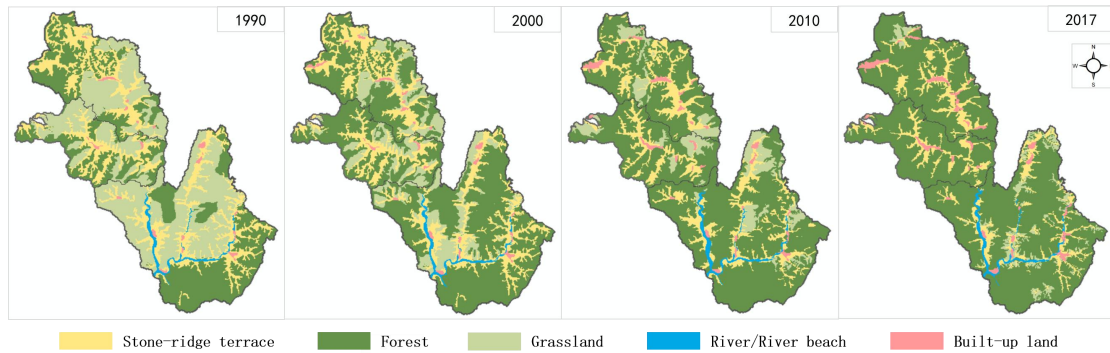 1990
2000
2010
2017
N
W E
S
Stone-ridge terrace
Forest
Grassland
River/River beach
Built-up land